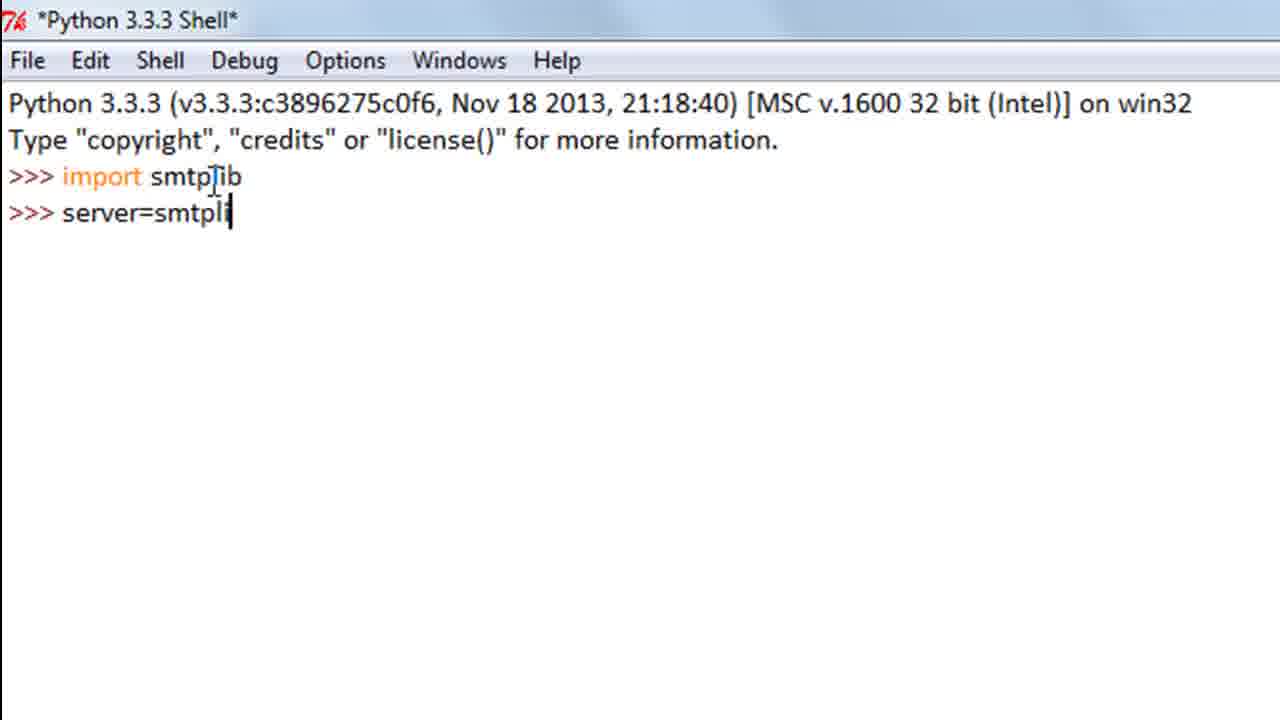 *Python 3.3.3 Shell*
File Edit Shell Debug Options Windows Help
Python 3.3.3 (v3.3.3:c3896275c0f6, Nov 18 2013, 21:18:40) [MSC v.1600 32 bit (Intel)] on win32
Type "copyright", "credits" or "license()" for more information.
>>> import smtplib
>>> server=smtpli